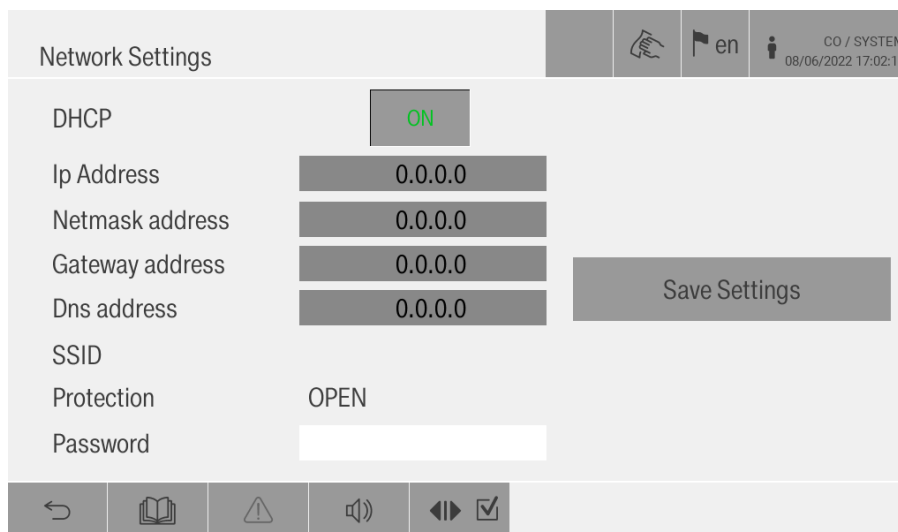 Network Settings
en
CO / SYSTEM
08/06/2022 17:02:1
DHCP ON
Ip Address 0.0.0.0
Netmask address 0.0.0.0
Gateway address 0.0.0.0
Dns address 0.0.0.0
Save Settings
SSID
Protection OPEN
Password